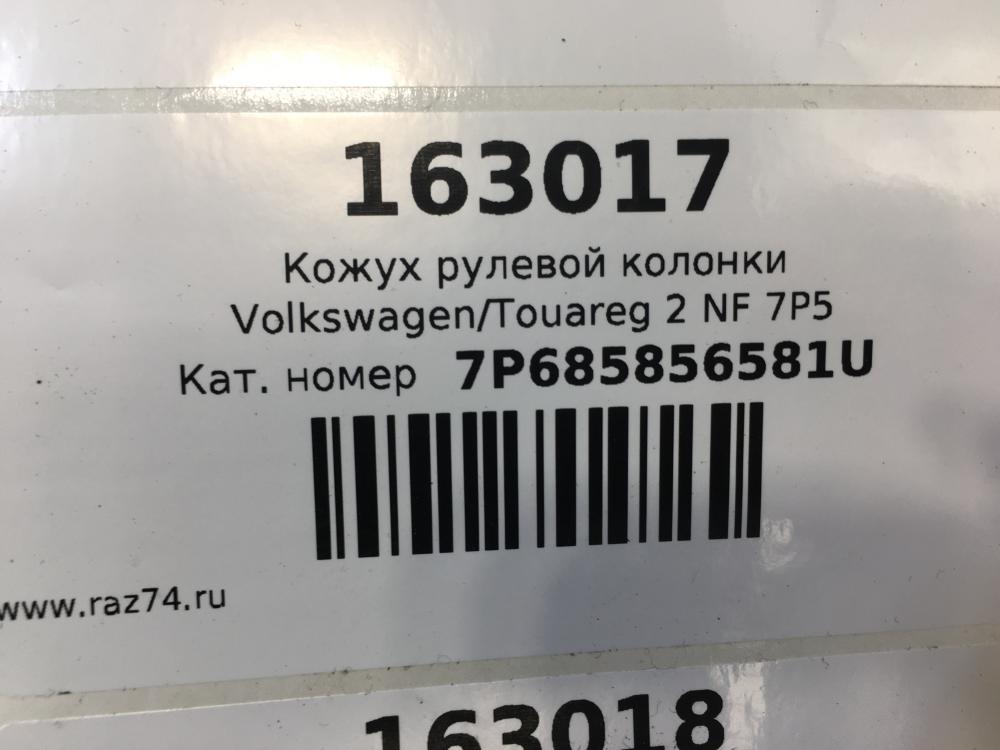 163017
Кожух рулевой колонки
Volkswagen/Touareg 2 NF 7P5
Кат. номер 7P685856581U
www.raz74.ru
163018